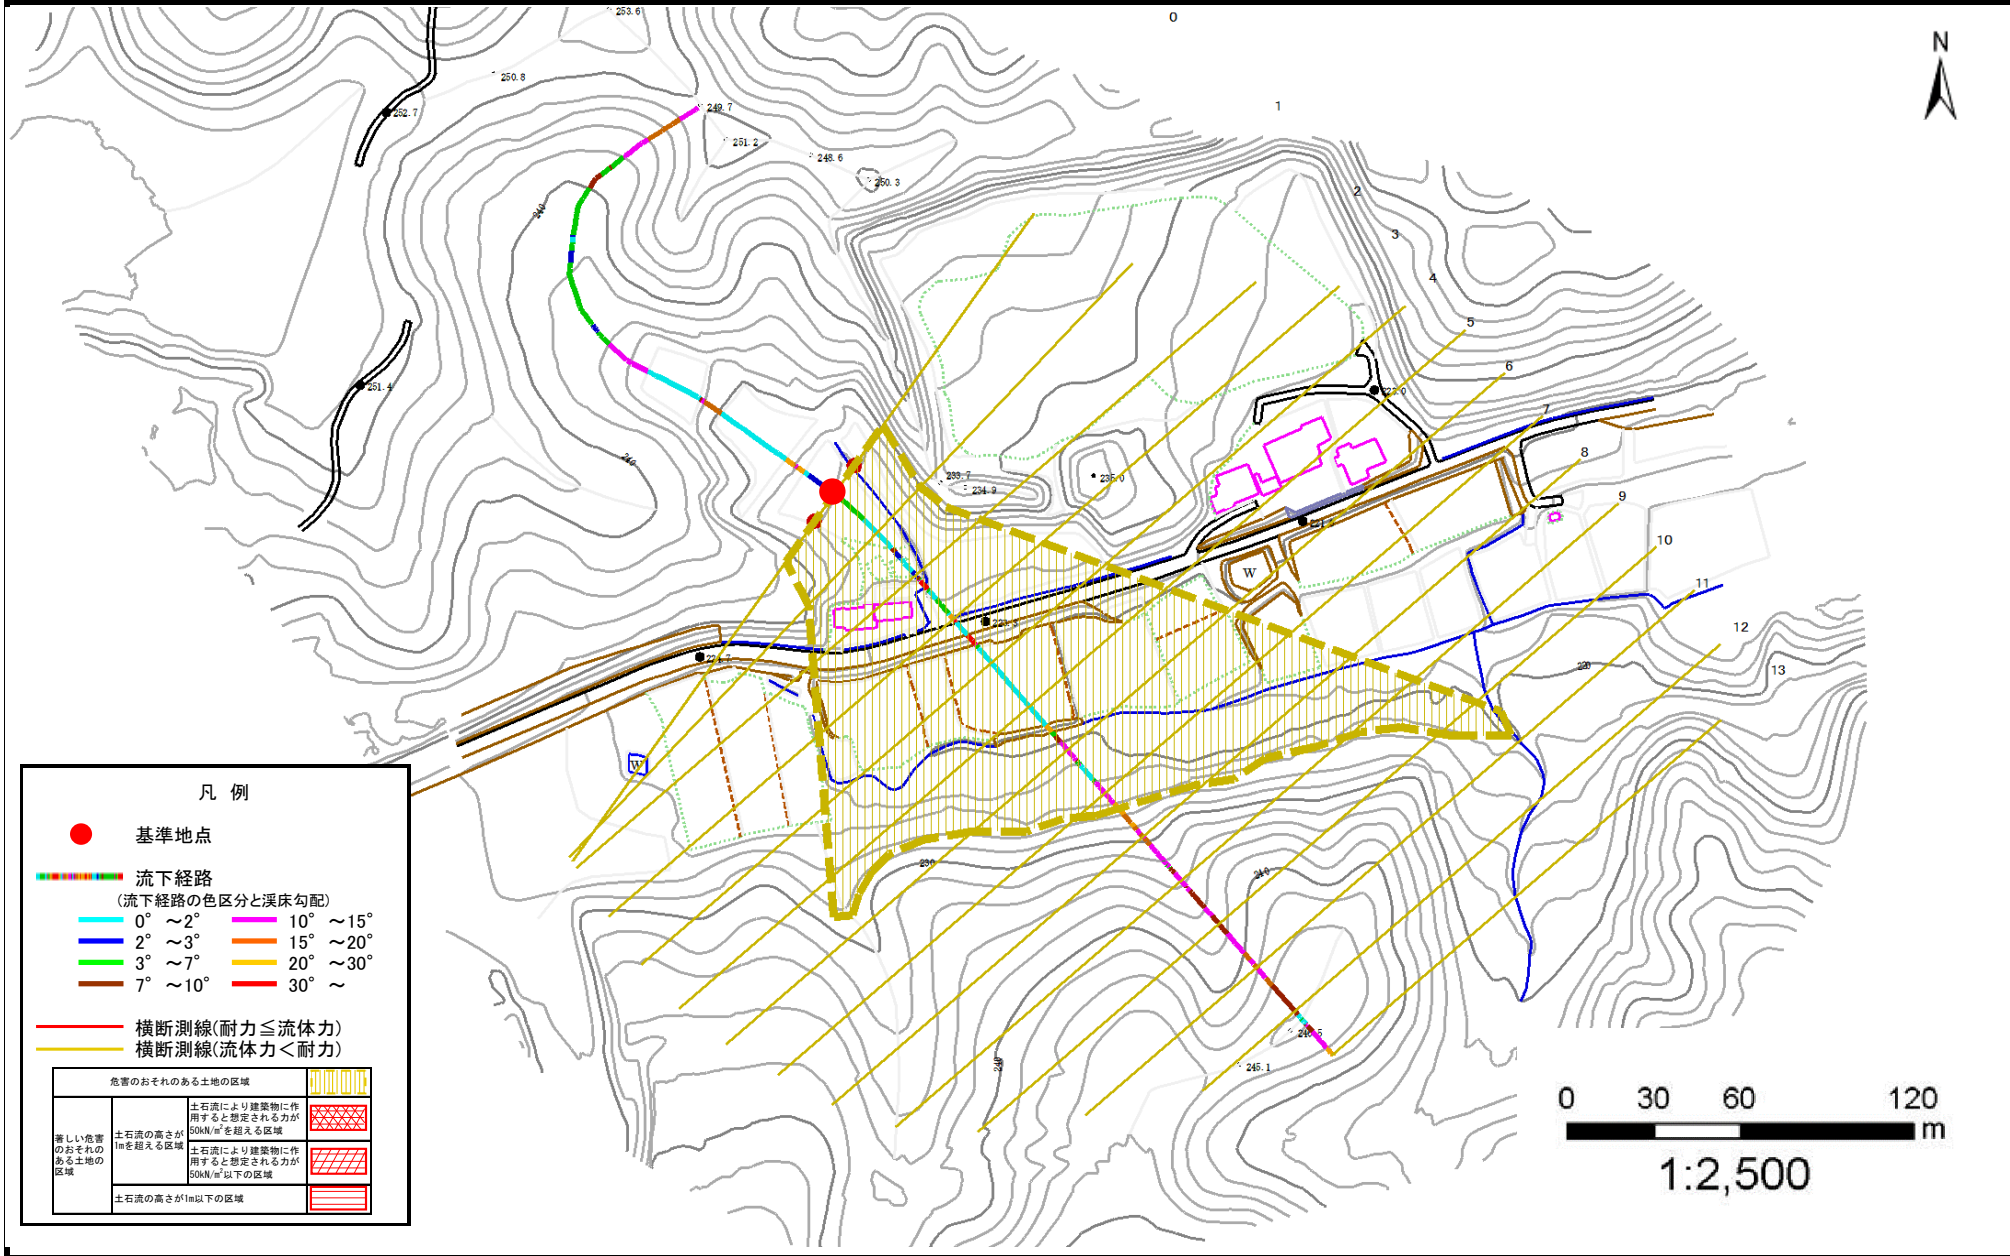 0
253.6
N
250.8
1
249.7
252.7
251.2
248.6
250.3
2
240
3
4
5
6
251.4
7
8
240
233.7
235.0
234.9
9
W
10
11
12
220
13
W
230
240
240
245.1
凡 例
基準地点
流下経路
(流下経路の色区分と渓床勾配)
0° ～2° 10° ～15°
2° ～3° 15° ～20°
3° ～7° 20° ～30°
7° ～10° 30° ～
横断測線(耐力≦流体力)
横断測線(流体力＜耐力)
危害のおそれのある土地の区域
著しい危害
のおそれの
ある土地の
区域
土石流の高さが
1mを超える区域
土石流により建築物に作
用すると想定される力が
50kN/m²を超える区域
土石流により建築物に作
用すると想定される力が
50kN/m²以下の区域
土石流の高さが1m以下の区域
0 30 60 120
m
1:2,500